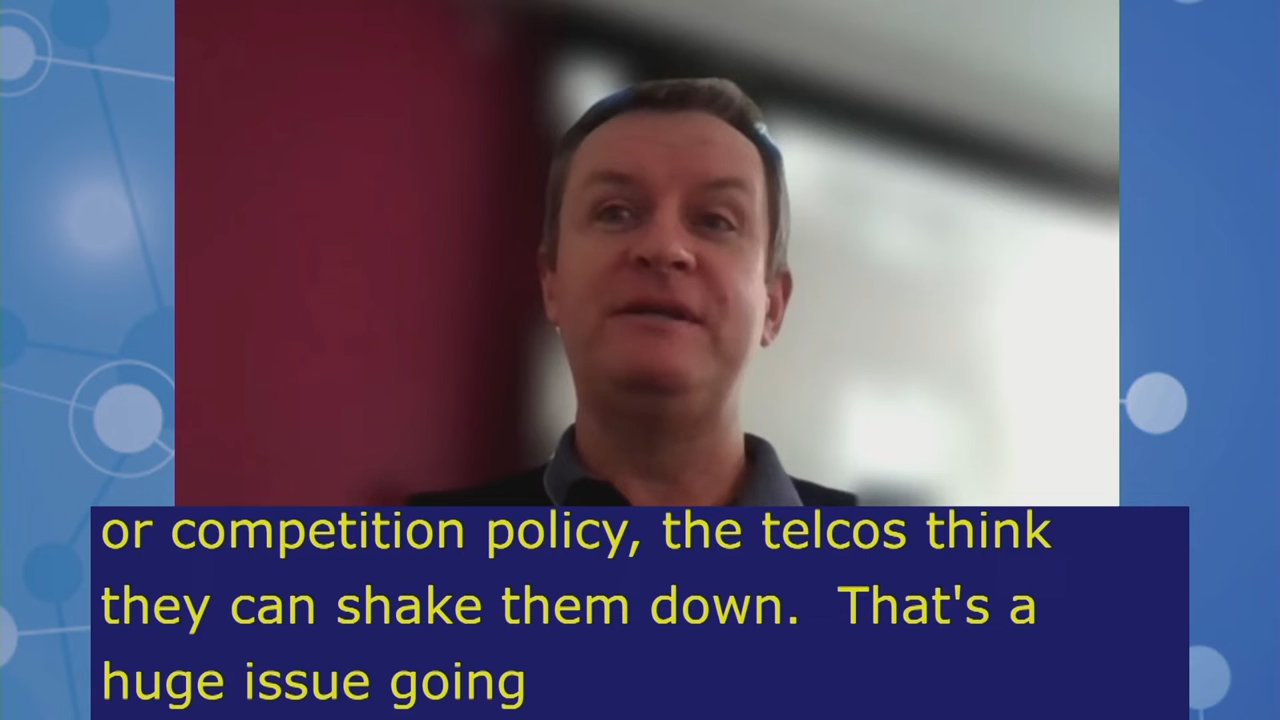 or competition policy, the telcos think
they can shake them down.  That's a
huge issue going